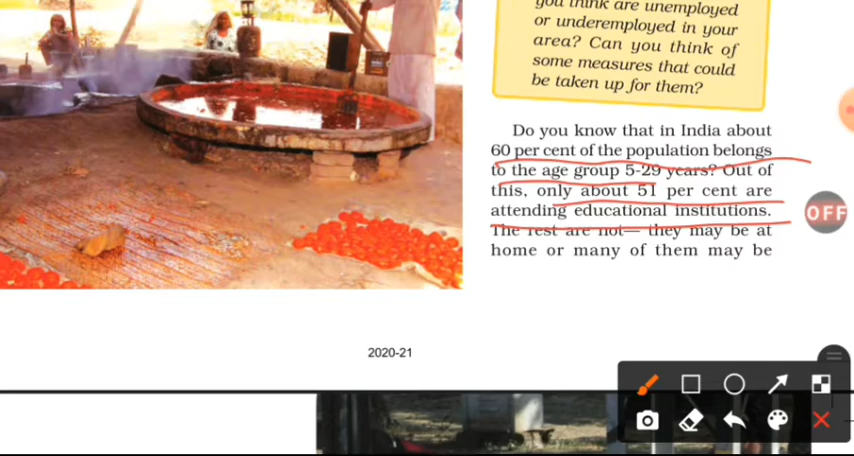 you think are unemployed
or underemployed in your
area? Can you think of
some measures that could
be taken up for them?
Do you know that in India about
60 per cent of the population belongs
to the age group 5-29 years? Out of
this, only about 51 per cent are
attending educational institutions.
The rest are not— they may be at
home or many of them may be
OFF
2020-21